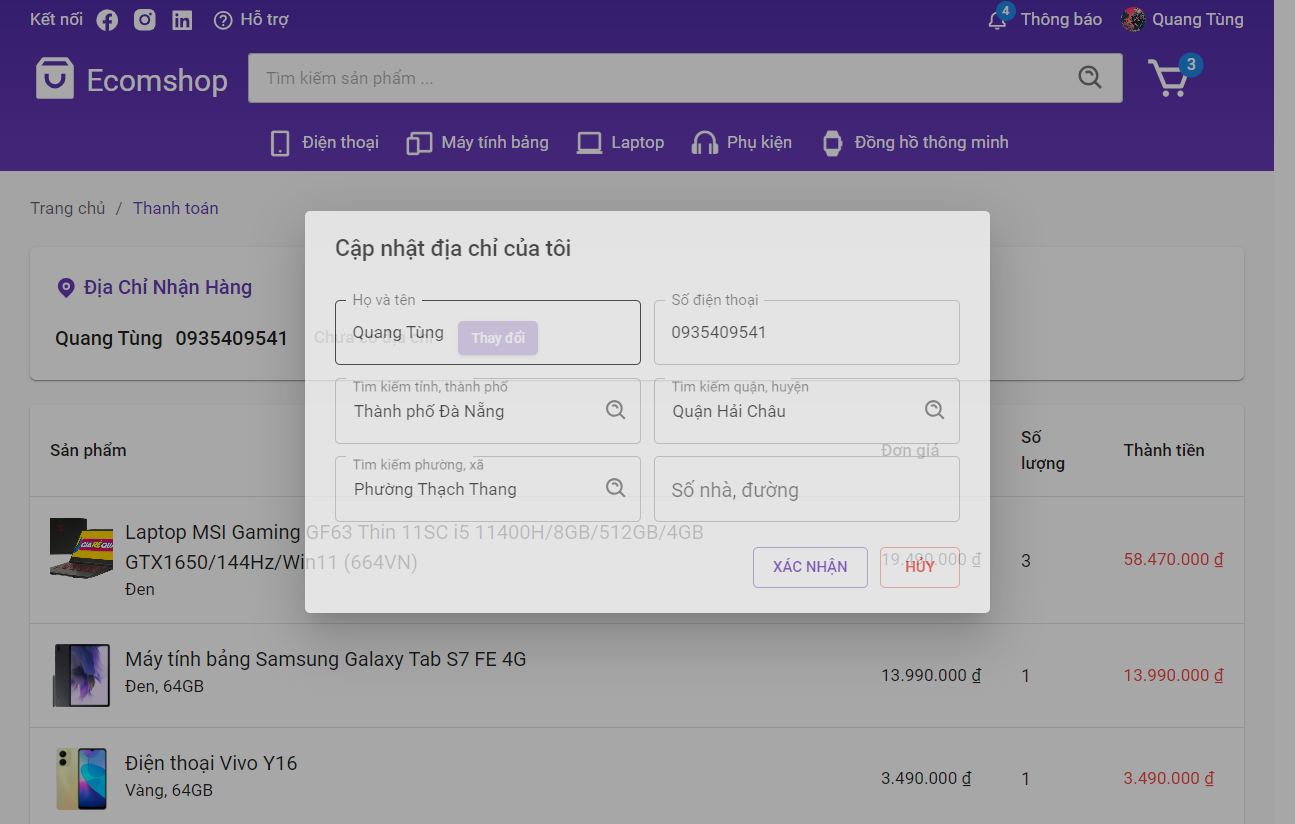 Kết nối Hỗ trợ 4 Thông báo Quang Tùng
Ecomshop Tìm kiếm sản phẩm ... 3
Điện thoại Máy tính bảng Laptop Phụ kiện Đồng hồ thông minh
Trang chủ / Thanh toán
Cập nhật địa chỉ của tôi
Địa Chỉ Nhận Hàng
Họ và tên Số điện thoại
Quang Tùng 0935409541
Quang Tùng 0935409541 Chưa có địa chỉ Thay đổi
Tìm kiếm tỉnh, thành phố Tìm kiếm quận, huyện
Thành phố Đà Nẵng Quận Hải Châu
Sản phẩm Đơn giá Số lượng Thành tiền
Tìm kiếm phường, xã
Phường Thạch Thang Số nhà, đường
Laptop MSI Gaming GF63 Thin 11SC i5 11400H/8GB/512GB/4GB
GTX1650/144Hz/Win11 (664VN) 19.490.000 ₫ 3 58.470.000 ₫
XÁC NHẬN HỦY
Đen
Máy tính bảng Samsung Galaxy Tab S7 FE 4G
Đen, 64GB 13.990.000 ₫ 1 13.990.000 ₫
Điện thoại Vivo Y16
Vàng, 64GB 3.490.000 ₫ 1 3.490.000 ₫